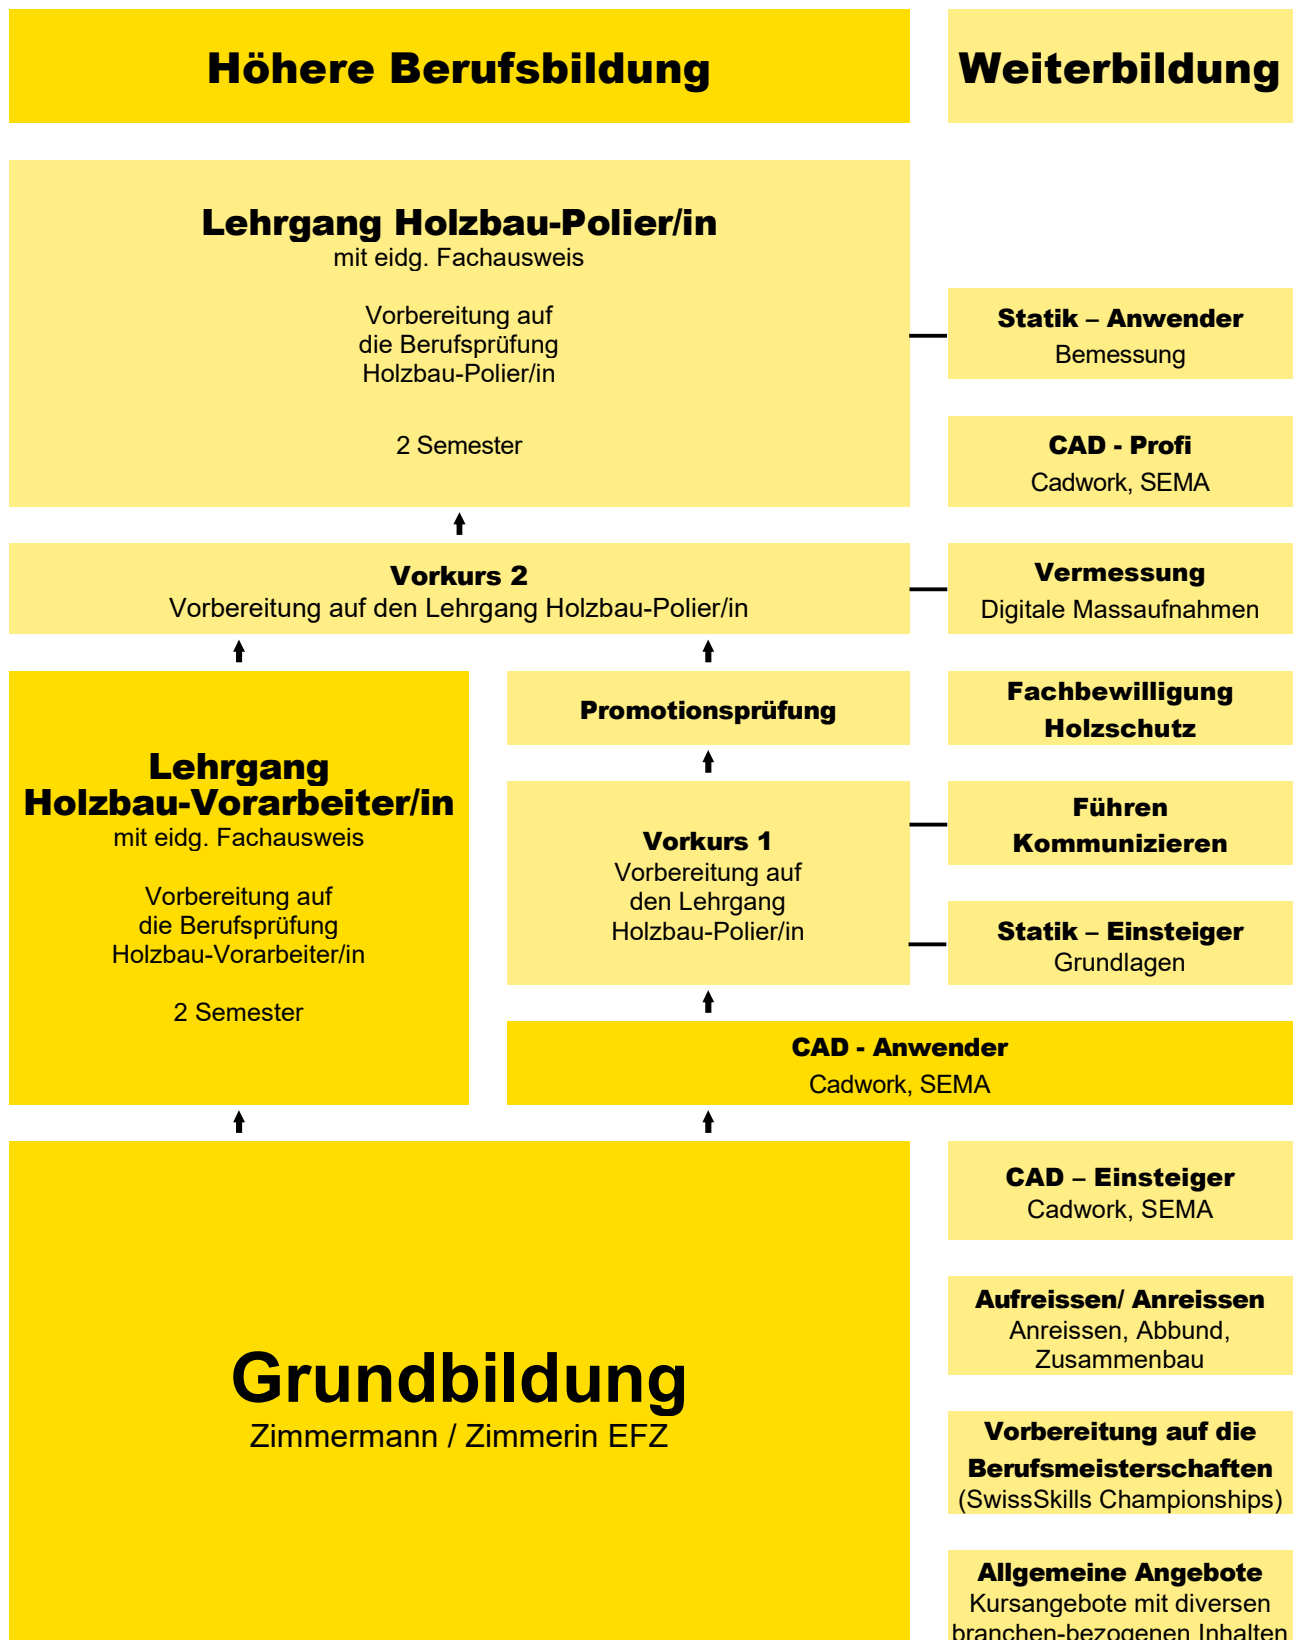 Höhere Berufsbildung
Weiterbildung
Lehrgang Holzbau-Polier/in
mit eidg. Fachausweis
Vorbereitung auf
die Berufsprüfung
Holzbau-Polier/in
2 Semester
Statik – Anwender
Bemessung
CAD - Profi
Cadwork, SEMA
Vorkurs 2
Vorbereitung auf den Lehrgang Holzbau-Polier/in
Vermessung
Digitale Massaufnahmen
Lehrgang
Holzbau-Vorarbeiter/in
mit eidg. Fachausweis
Vorbereitung auf
die Berufsprüfung
Holzbau-Vorarbeiter/in
2 Semester
Promotionsprüfung
Fachbewilligung
Holzschutz
Vorkurs 1
Vorbereitung auf
den Lehrgang
Holzbau-Polier/in
Führen
Kommunizieren
Statik – Einsteiger
Grundlagen
CAD - Anwender
Cadwork, SEMA
Grundbildung
Zimmermann / Zimmerin EFZ
CAD – Einsteiger
Cadwork, SEMA
Aufreissen/ Anreissen
Anreissen, Abbund,
Zusammenbau
Vorbereitung auf die
Berufsmeisterschaften
(SwissSkills Championships)
Allgemeine Angebote
Kursangebote mit diversen
branchen-bezogenen Inhalten